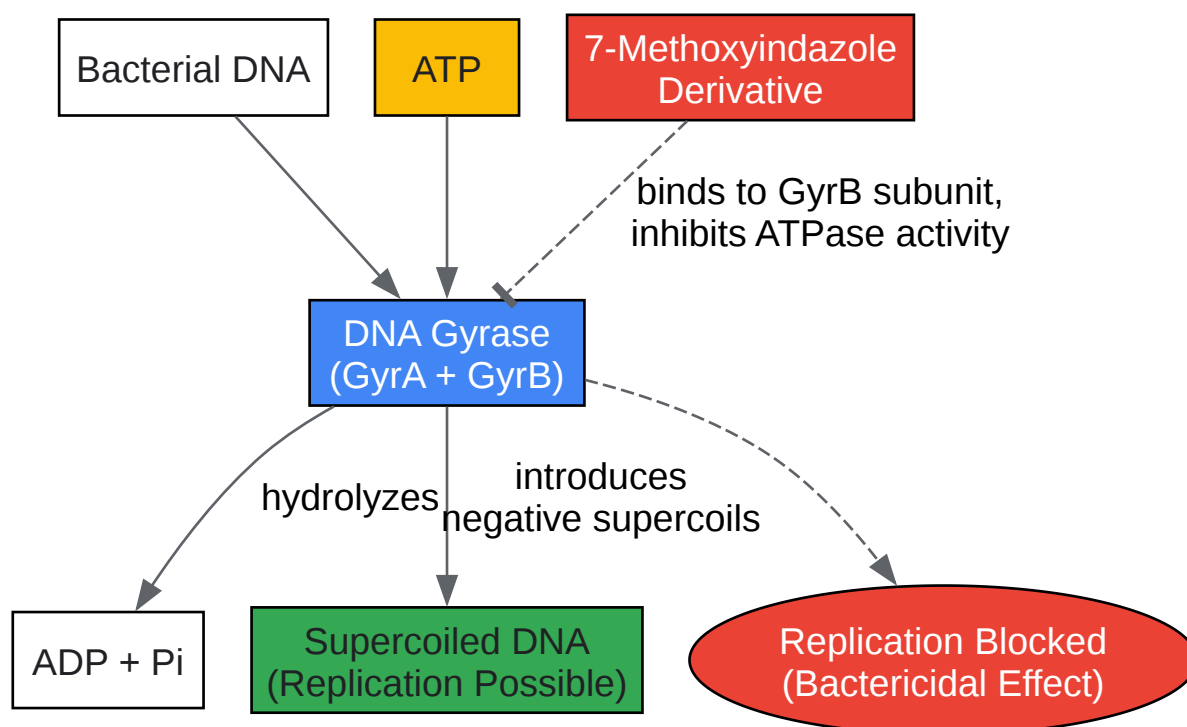 Bacterial DNA
ATP
7-Methoxyindazole
Derivative
binds to GyrB subunit,
inhibits ATPase activity
DNA Gyrase
(GyrA + GyrB)
hydrolyzes
introduces
negative supercoils
ADP + Pi
Supercoiled DNA
(Replication Possible)
Replication Blocked
(Bactericidal Effect)